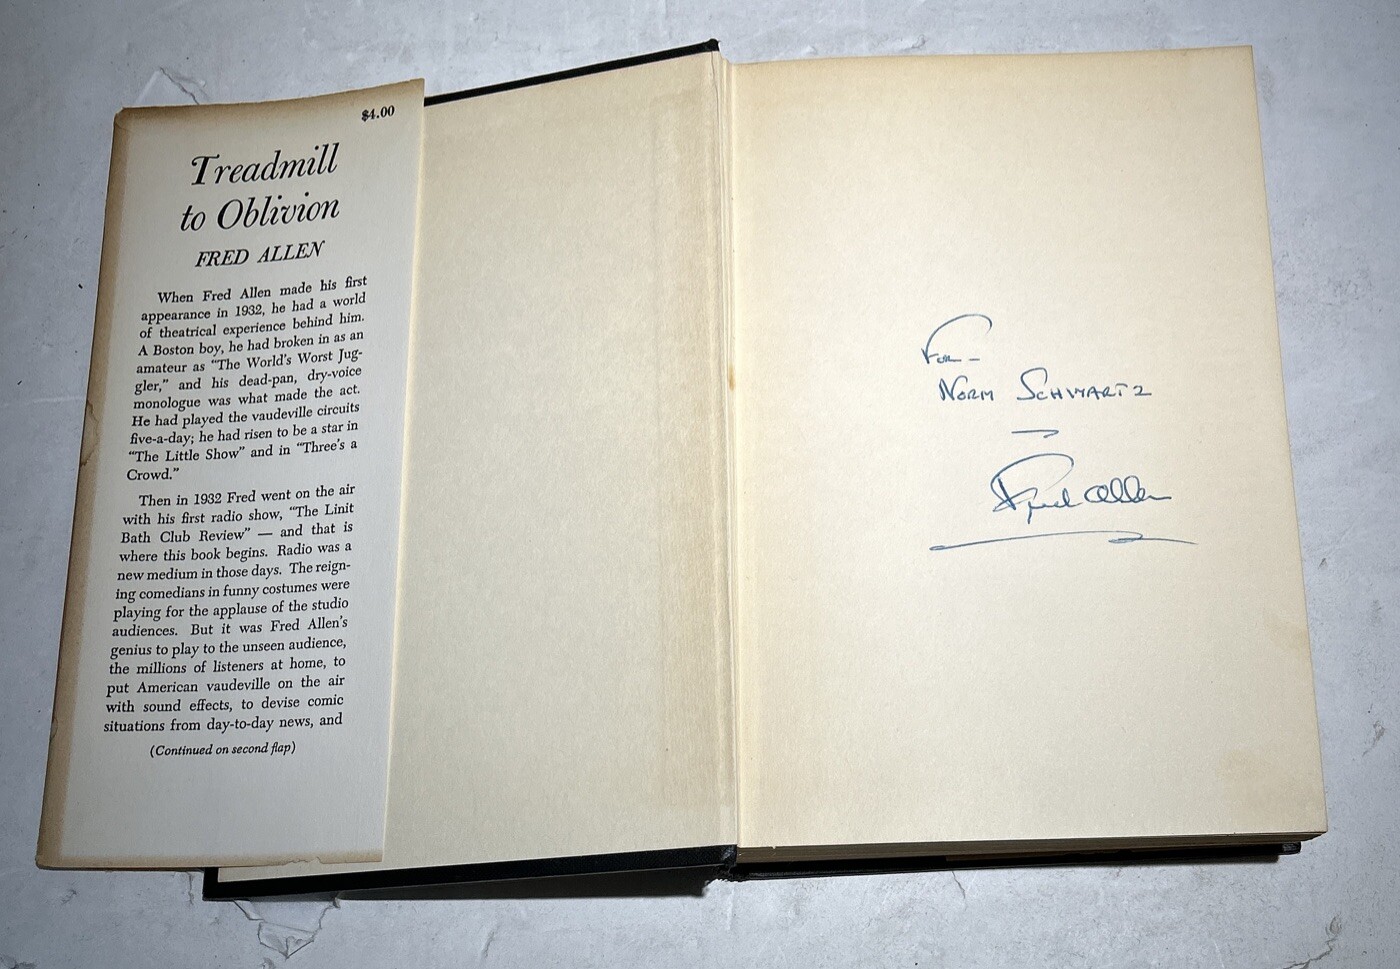 $4.00
Treadmill
to Oblivion
FRED ALLEN
When Fred Allen made his first
appearance in 1932, he had a world
of theatrical experience behind him.
A Boston boy, he had broken in as an
amateur as “The World's Worst Jug-
gler,” and his dead-pan, dry-voice
monologue was what made the act.
He had played the vaudeville circuits
five-a-day; he had risen to be a star in
“The Little Show” and in “Three's a
Crowd.”
Then in 1932 Fred went on the air
with his first radio show, “The Linit
Bath Club Review” — and that is
where this book begins. Radio was a
new medium in those days. The reign-
ing comedians in funny costumes were
playing for the applause of the studio
audiences. But it was Fred Allen's
genius to play to the unseen audience,
the millions of listeners at home, to
put American vaudeville on the air
with sound effects, to devise comic
situations from day-to-day news, and
(Continued on second flap)
For –
Norm Schwartz
—
Fred Allen